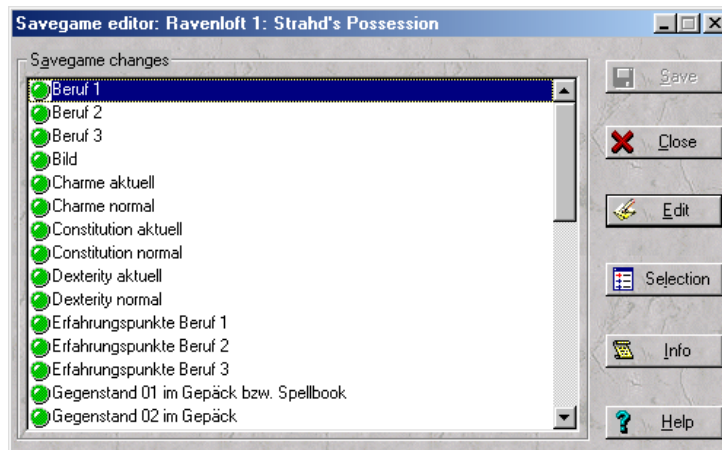 Savegame editor: Ravenloft 1: Strahd's Possession
Savegame changes
Beruf 1
Beruf 2
Beruf 3
Bild
Charme aktuell
Charme normal
Constitution aktuell
Constitution normal
Dexterity aktuell
Dexterity normal
Erfahrungspunkte Beruf 1
Erfahrungspunkte Beruf 2
Erfahrungspunkte Beruf 3
Gegenstand 01 im Gepäck bzw. Spellbook
Gegenstand 02 im Gepäck
Save
Close
Edit
Selection
Info
Help